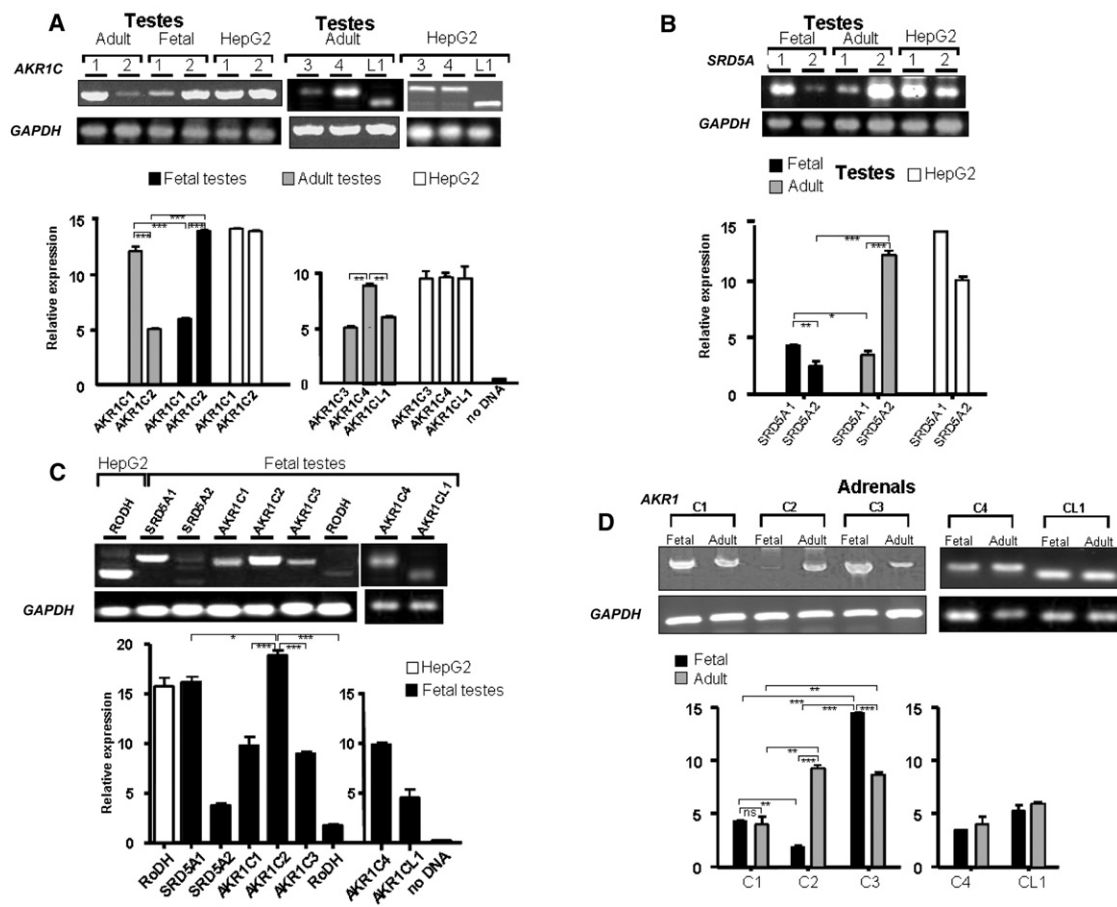 A
Testes
Adult Fetal HepG2
AKR1C 1 2 1 2 1 2
GAPDH
Testes
Adult HepG2
3 4 L1 3 4 L1
Fetal testes Adult testes HepG2
Relative expression
15
10
5
0
*** *** *** ***
AKR1C1 AKR1C2 AKR1C1 AKR1C2 AKR1C1 AKR1C2
10
5
0
** **
AKR1C3 AKR1C4 AKR1CL1 AKR1C3 AKR1C4 AKR1CL1 no DNA
B
Testes
Fetal Adult HepG2
SRD5A 1 2 1 2 1 2
GAPDH
Fetal
Adult
Testes
HepG2
Relative expression
15
10
5
0
*** *** * **
SRD5A1 SRD5A2 SRD5A1 SRD5A2 SRD5A1 SRD5A2
C
HepG2 Fetal testes
RODH SRD5A1 SRD5A2 AKR1C1 AKR1C2 AKR1C3 RODH AKR1C4 AKR1CL1
GAPDH
HepG2
Fetal testes
Relative expression
20
15
10
5
0
* *** *** ***
RoDH SRD5A1 SRD5A2 AKR1C1 AKR1C2 AKR1C3 RoDH
15
10
5
AKR1C4 AKR1CL1 no DNA
D
Adrenals
AKR1 C1 C2 C3 C4 CL1
Fetal Adult Fetal Adult Fetal Adult Fetal Adult Fetal Adult
GAPDH
Fetal
Adult
15
10
5
0
** *** *** *** ** *** ** ns
C1 C2 C3
15
10
5
0
C4 CL1